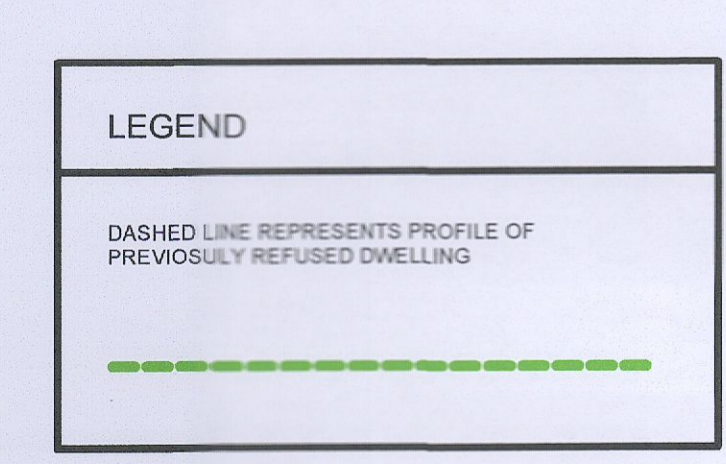 LEGEND
DASHED LINE REPRESENTS PROFILE OF
PREVIOSULY REFUSED DWELLING